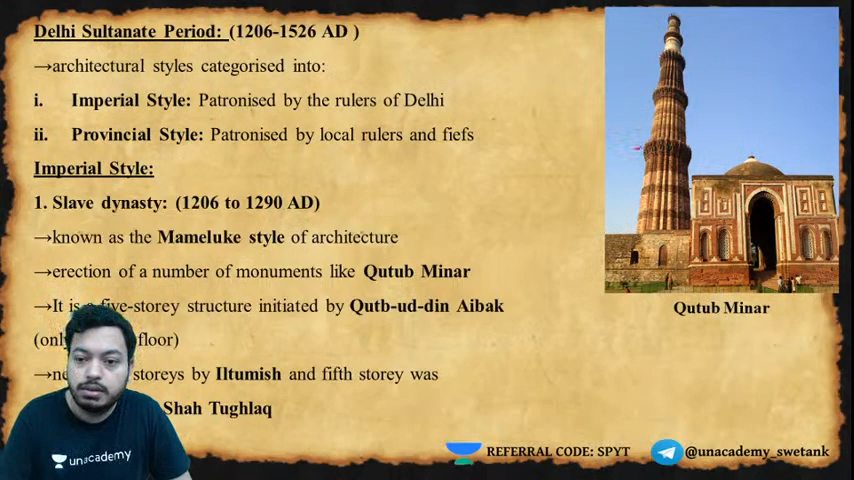 Delhi Sultanate Period: (1206-1526 AD )
→architectural styles categorised into:
i. Imperial Style: Patronised by the rulers of Delhi
ii. Provincial Style: Patronised by local rulers and fiefs
Imperial Style:
1. Slave dynasty: (1206 to 1290 AD)
→known as the Mameluke style of architecture
→erection of a number of monuments like Qutub Minar
→It is a five-storey structure initiated by Qutb-ud-din Aibak
floor)
storeys by Iltumish and fifth storey was
Shah Tughlaq
Qutub Minar
unacademy
REFERRAL CODE: SPYT
@unacademy_swetank